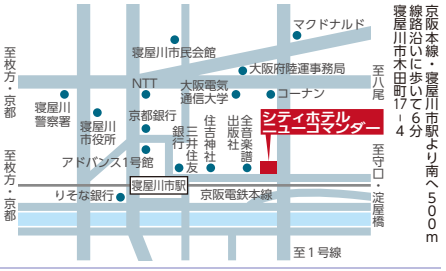 京阪本線・寝屋川市駅より南へ500m
線路沿いに歩いて6分
寝屋川市木田町17－4
マクドナルド
寝屋川市民会館
大阪府陸運事務局
至枚方・京都
至八尾
寝屋川
警察署
寝屋川
市役所
NTT
大阪電気
通信大学
コーナン
京都銀行
シティホテル
ニューコマンダー
アドバンス1号館
三井住友
銀行
住吉神社
全音楽譜
出版社
至枚方・京都
至守口・淀屋橋
りそな銀行
寝屋川市駅
京阪電鉄本線
至1号線